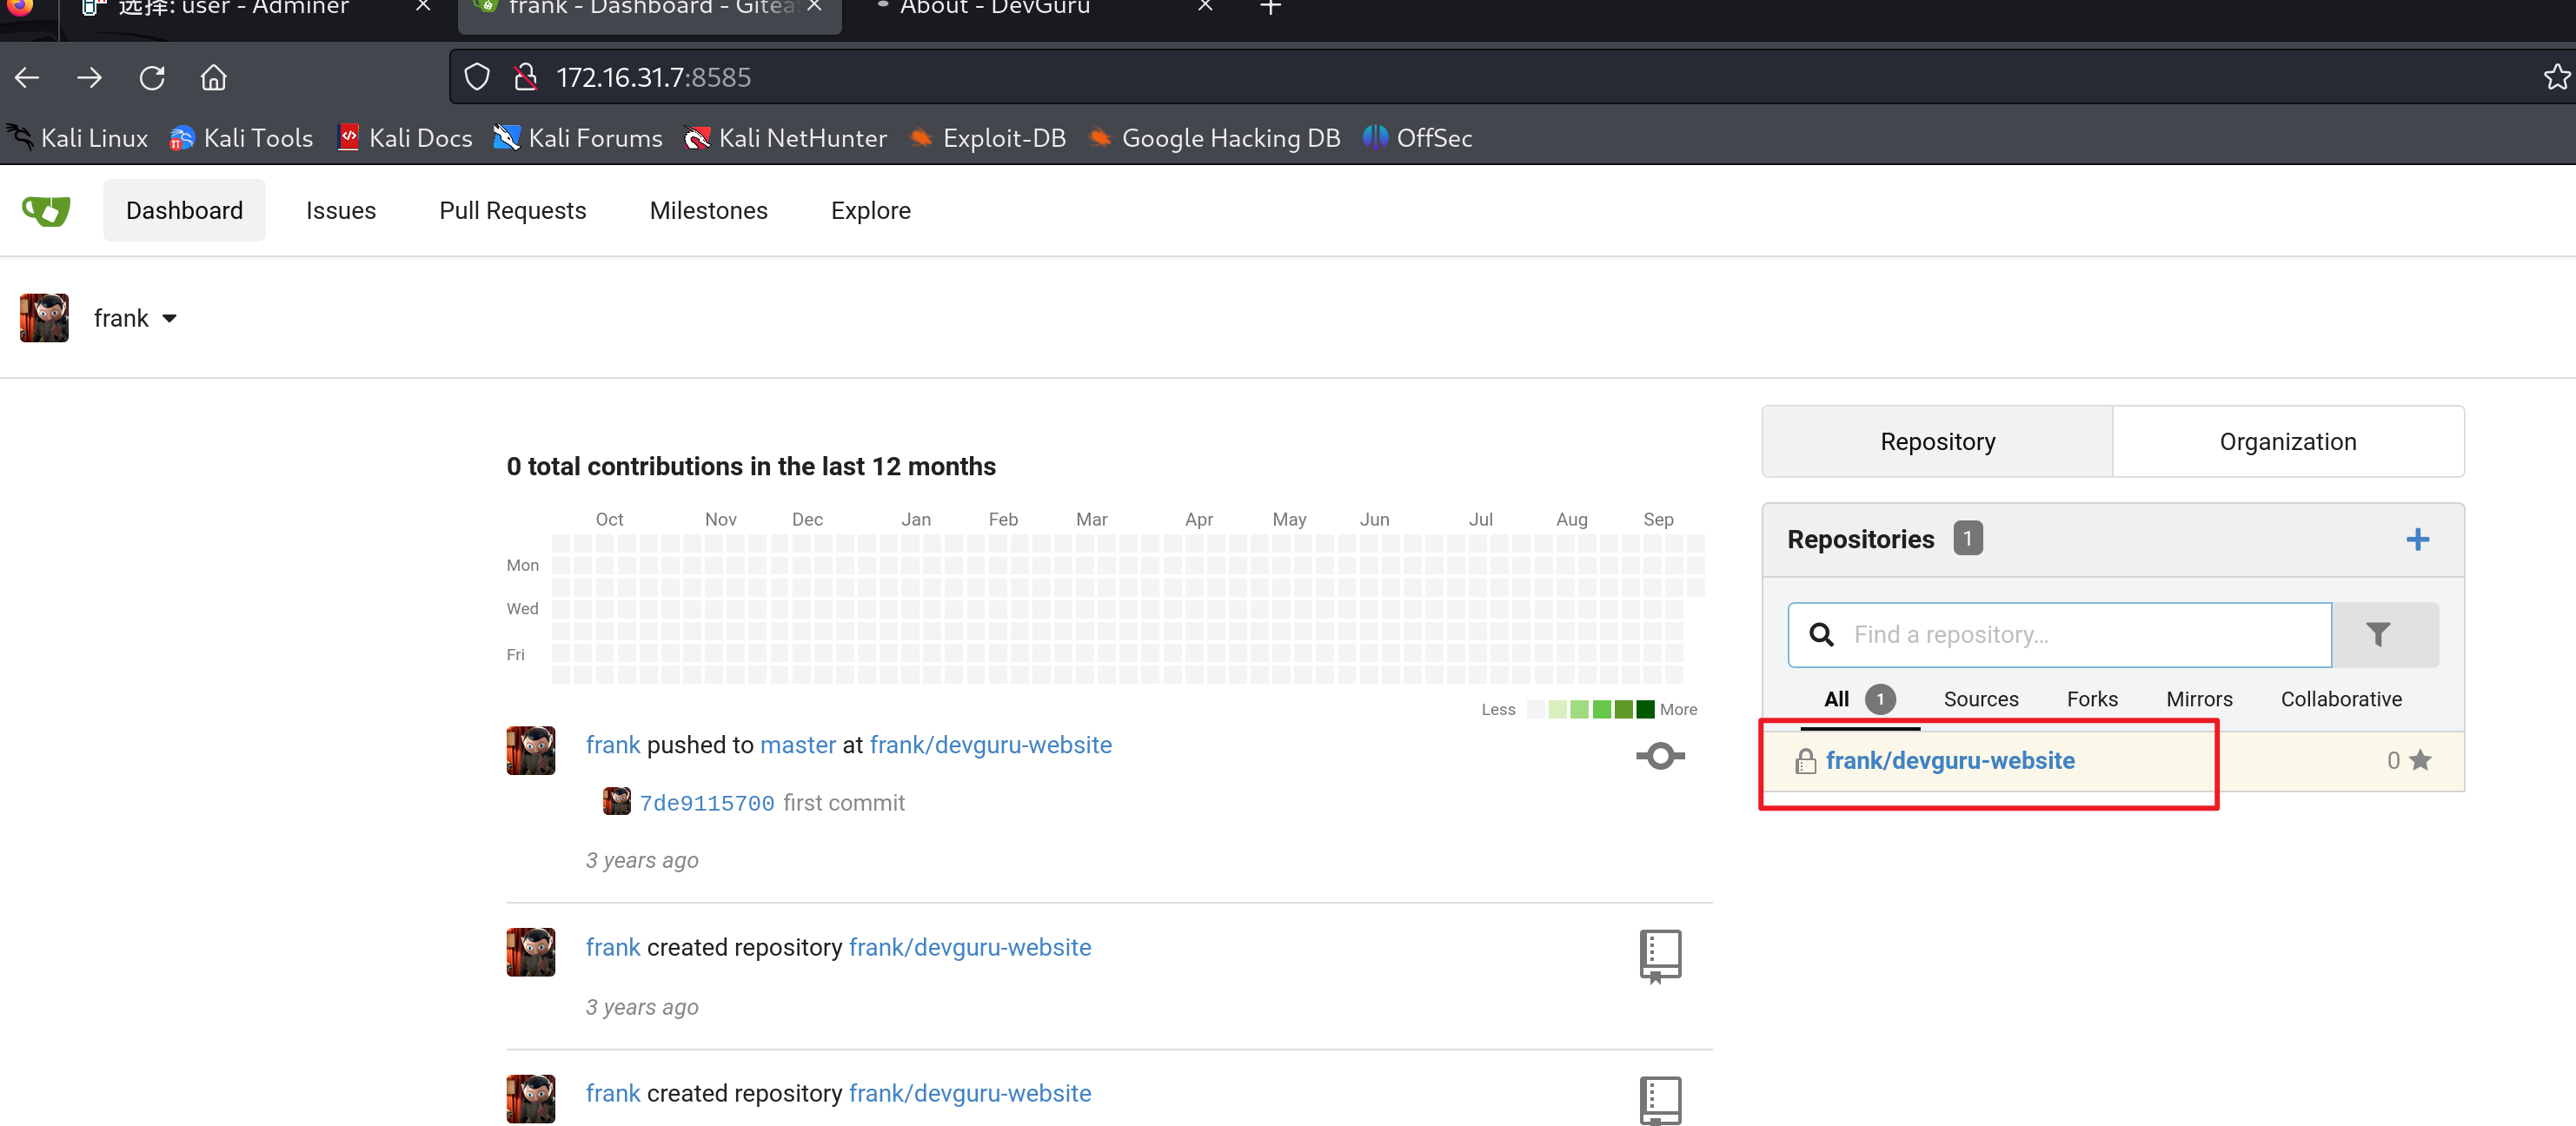 选择: user - Adminer
frank - Dashboard - Gitea:
About - DevGuru
172.16.31.7:8585
Kali Linux Kali Tools Kali Docs Kali Forums Kali NetHunter Exploit-DB Google Hacking DB OffSec
Dashboard Issues Pull Requests Milestones Explore
frank
Repository Organization
0 total contributions in the last 12 months
Oct Nov Dec Jan Feb Mar Apr May Jun Jul Aug Sep
Mon
Wed
Fri
Less More
Repositories 1
Find a repository...
All 1 Sources Forks Mirrors Collaborative
frank/devguru-website 0
frank pushed to master at frank/devguru-website
7de9115700 first commit
3 years ago
frank created repository frank/devguru-website
3 years ago
frank created repository frank/devguru-website